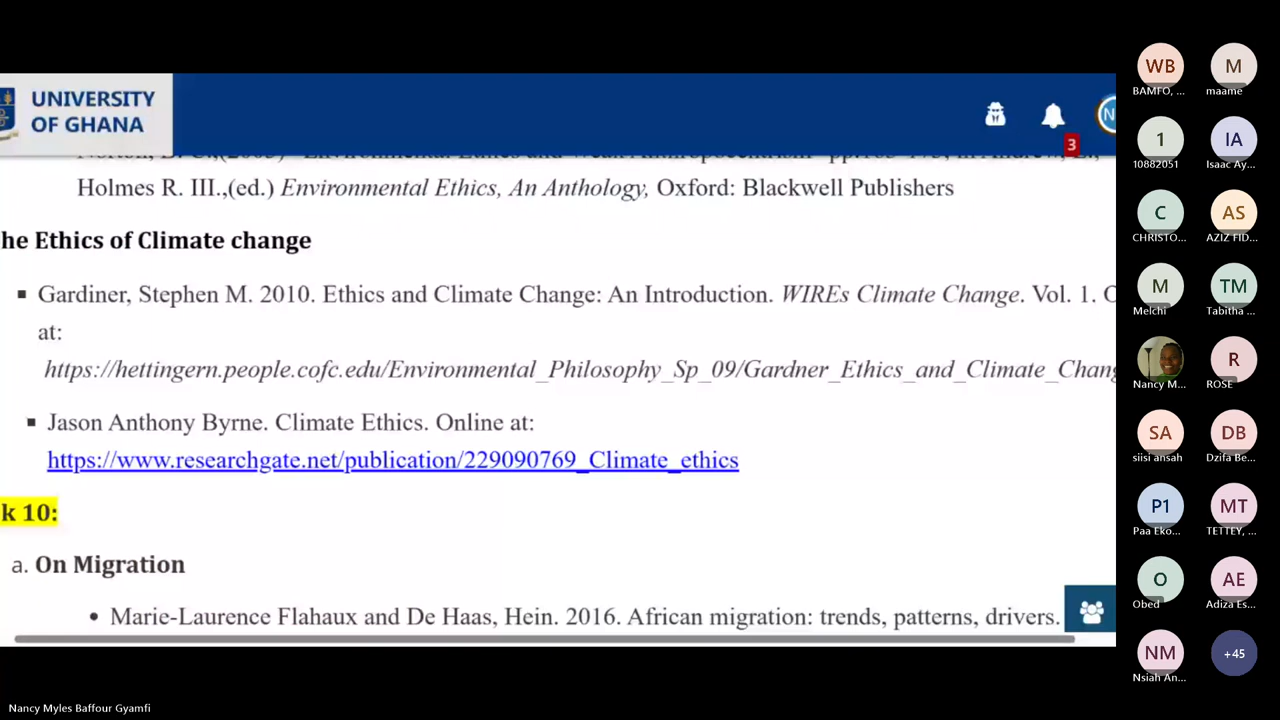 UNIVERSITY
OF GHANA
3
N
Holmes R. III.,(ed.) Environmental Ethics, An Anthology, Oxford: Blackwell Publishers
he Ethics of Climate change
▪ Gardiner, Stephen M. 2010. Ethics and Climate Change: An Introduction. WIREs Climate Change. Vol. 1.
at:
https://hettingern.people.cofc.edu/Environmental_Philosophy_Sp_09/Gardner_Ethics_and_Climate_Chang
▪ Jason Anthony Byrne. Climate Ethics. Online at:
https://www.researchgate.net/publication/229090769_Climate_ethics
k 10:
a. On Migration
• Marie-Laurence Flahaux and De Haas, Hein. 2016. African migration: trends, patterns, drivers.
WB
BAMFO, ...
M
maame
1
10882051
IA
Isaac Ay...
C
CHRISTO...
AS
AZIZ FID...
M
Melchi
TM
Tabitha ...
Nancy M...
R
ROSE
SA
siisi ansah
DB
Dzifa Be...
P1
Paa Eko...
MT
TETTEY, ...
O
Obed
AE
Adiza Es...
NM
Nsiah An...
+45
Nancy Myles Baffour Gyamfi